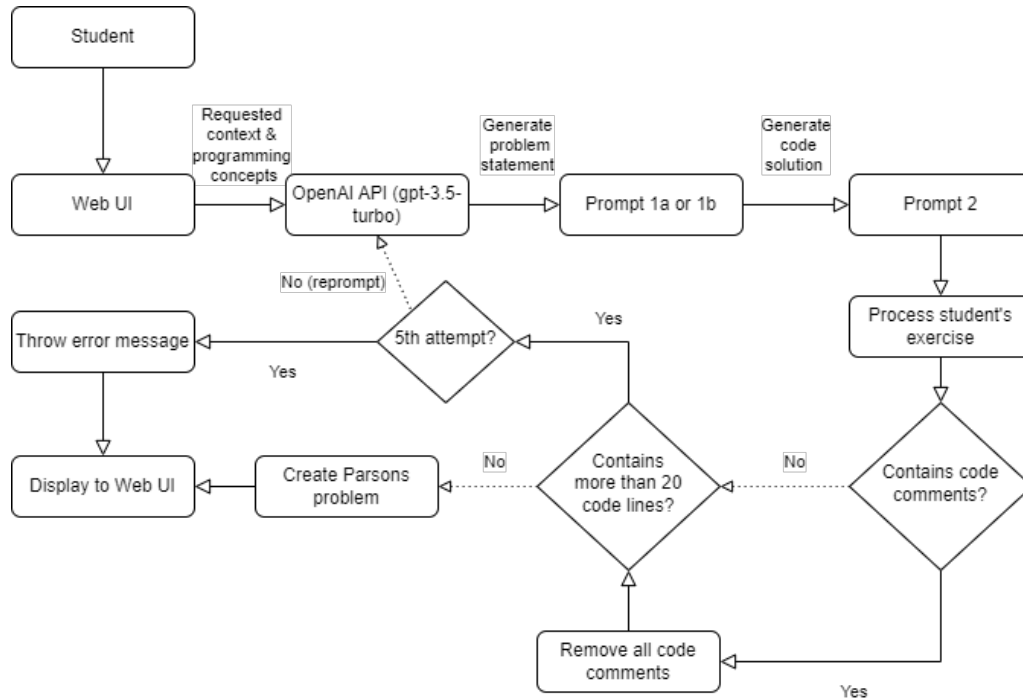 Student
Requested
context &
programming
concepts
Generate
problem
statement
Generate
code
solution
Web UI
OpenAI API (gpt-3.5-
turbo)
Prompt 1a or 1b
Prompt 2
No (reprompt)
Process student's
exercise
Throw error message
5th attempt?
Yes
Yes
Display to Web UI
Create Parsons
problem
No
Contains
more than 20
code lines?
No
Contains code
comments?
Remove all code
comments
Yes